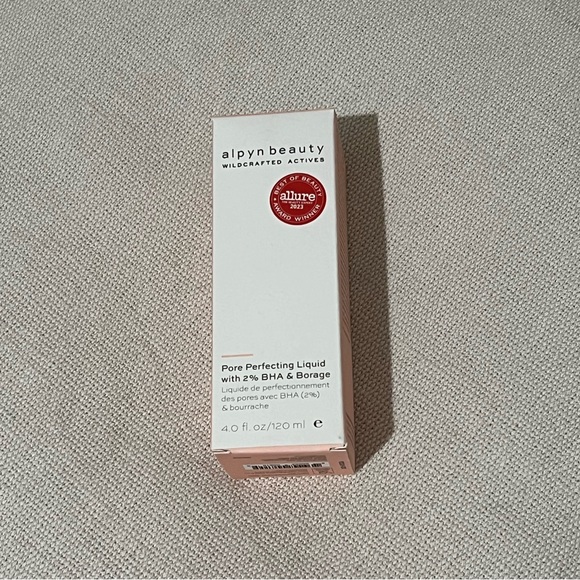 alpyn beauty
WILDCRAFTED ACTIVES
BEST OF BEAUTY
allure
2023
AWARD WINNER
Pore Perfecting Liquid
with 2% BHA & Borage
Liquide de perfectionnement
des pores avec BHA (2%)
& bourrache
4.0 fl. oz/120 ml e